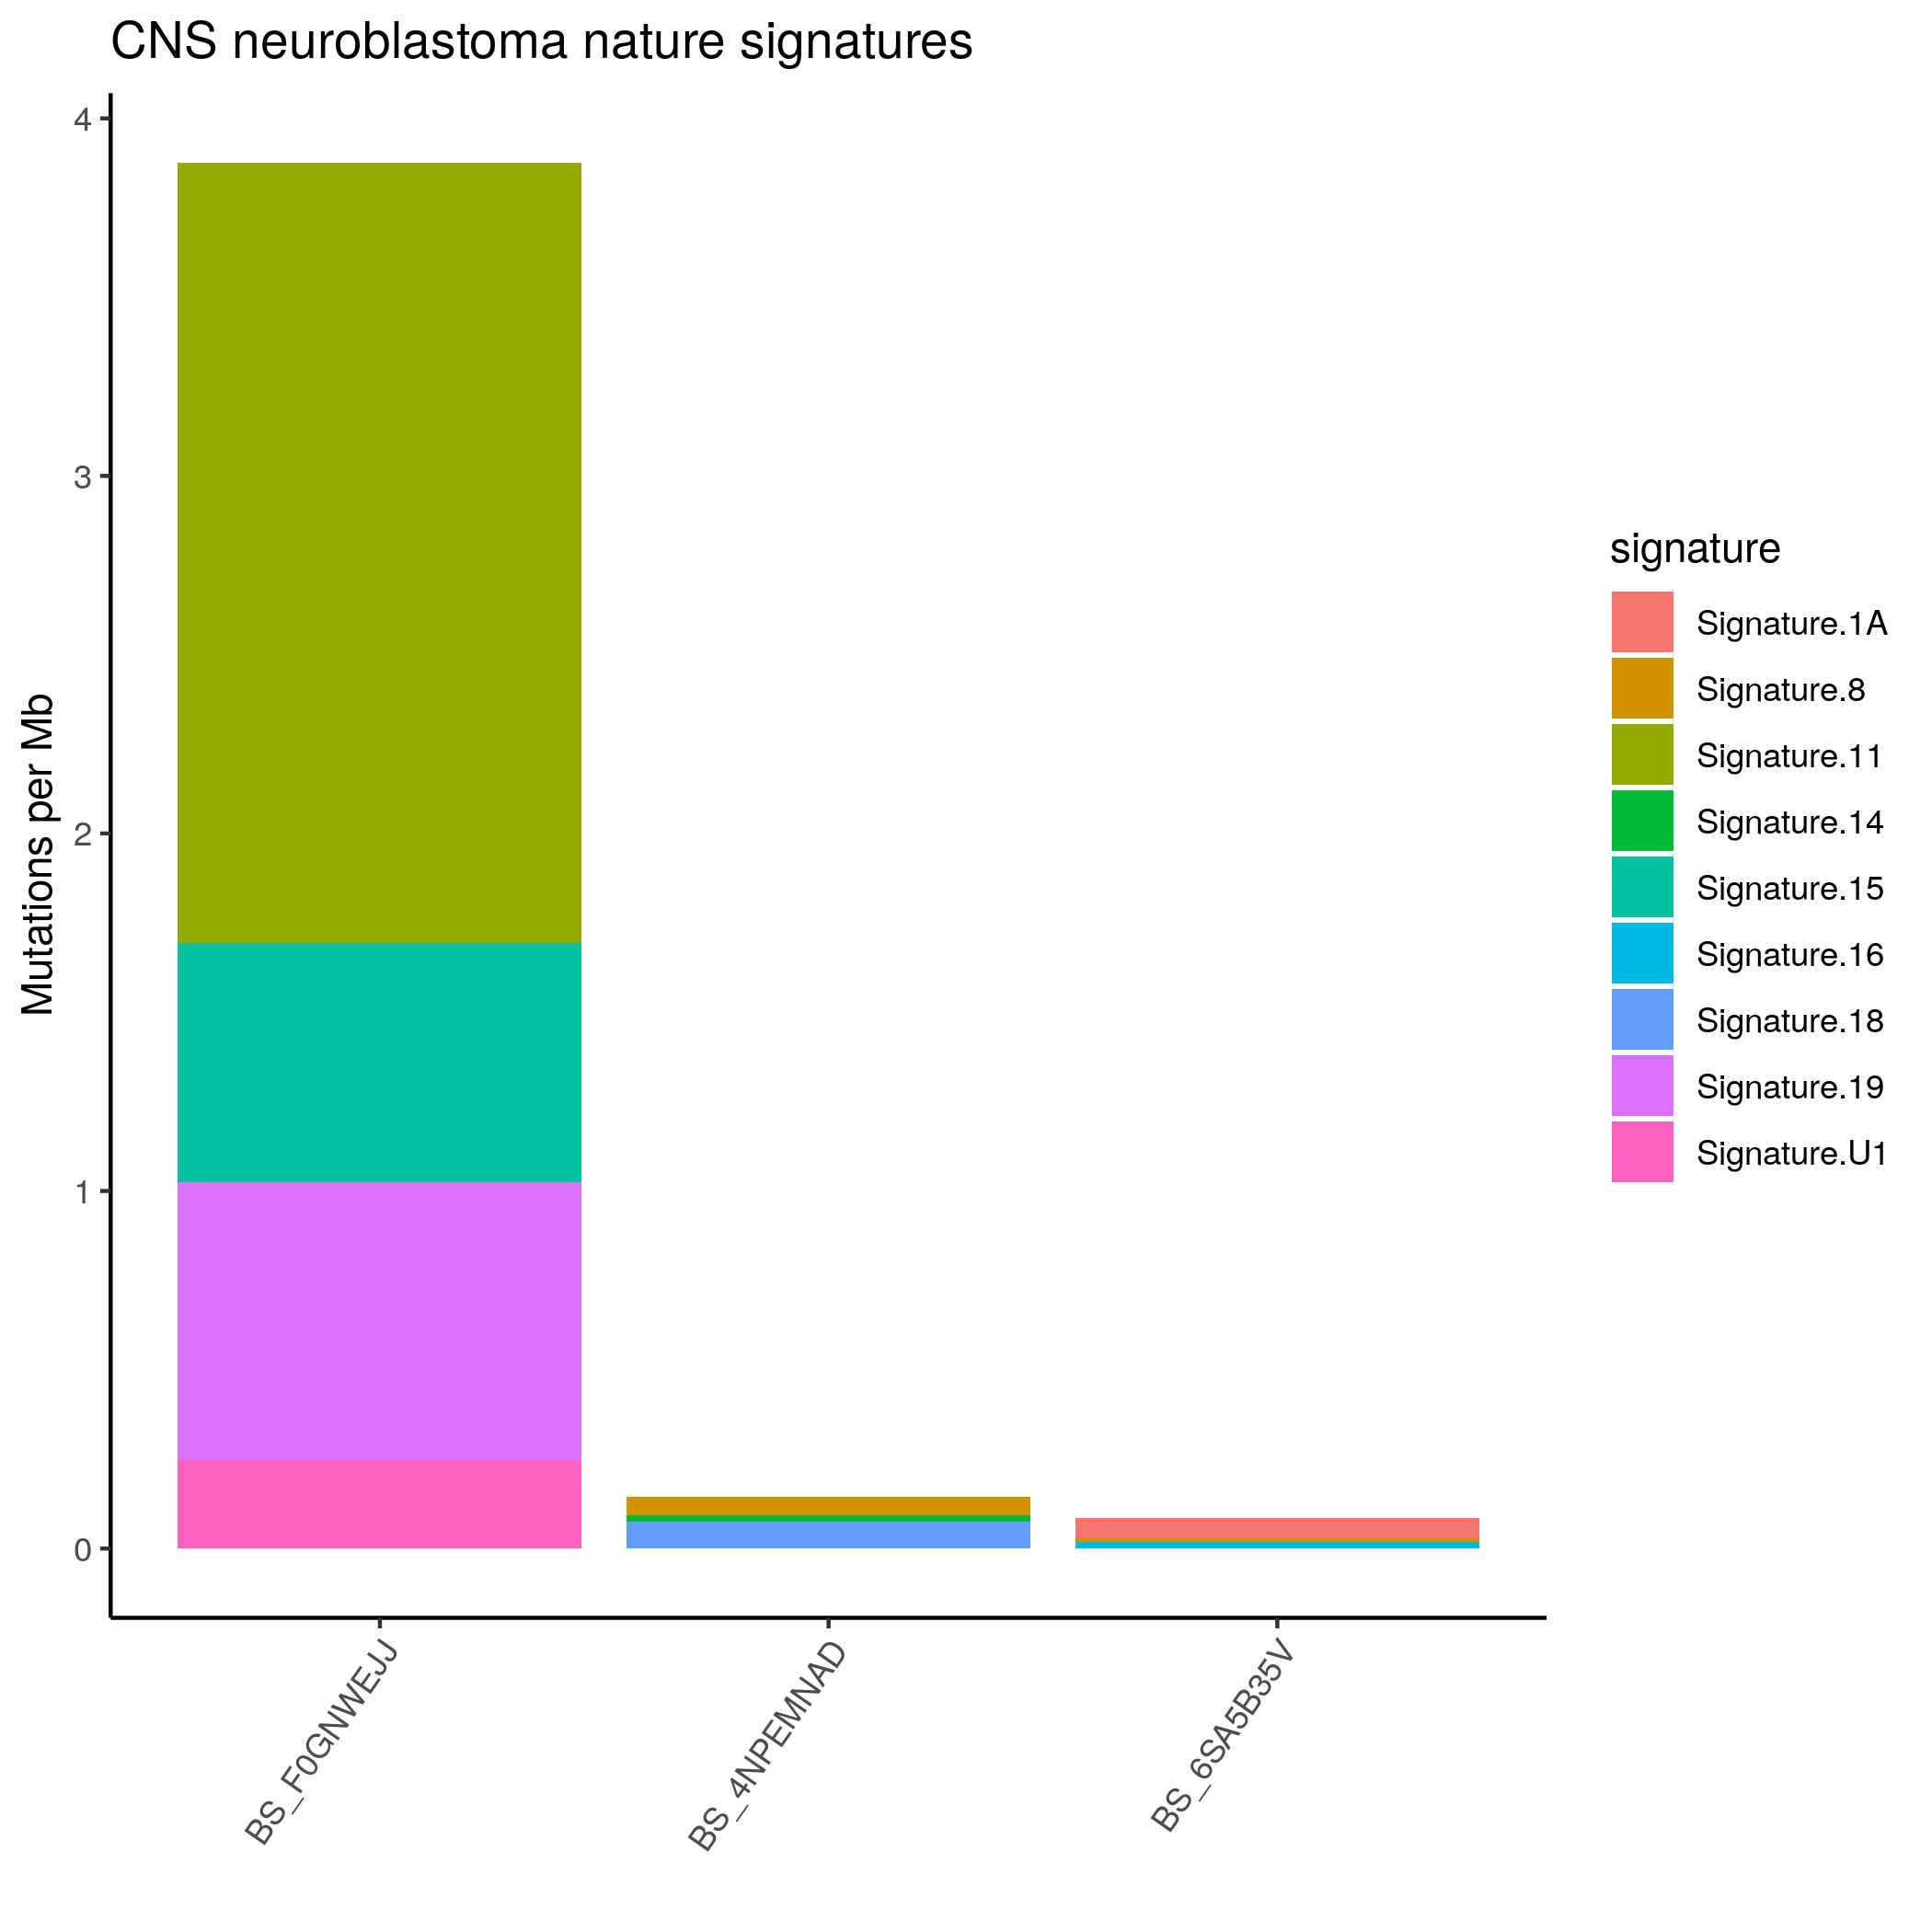 CNS neuroblastoma nature signatures
Mutations per Mb
4
3
2
1
0
BS_F0GNWEJJ
BS_4NPEMNAD
BS_6SA5B35V
signature
Signature.1A
Signature.8
Signature.11
Signature.14
Signature.15
Signature.16
Signature.18
Signature.19
Signature.U1